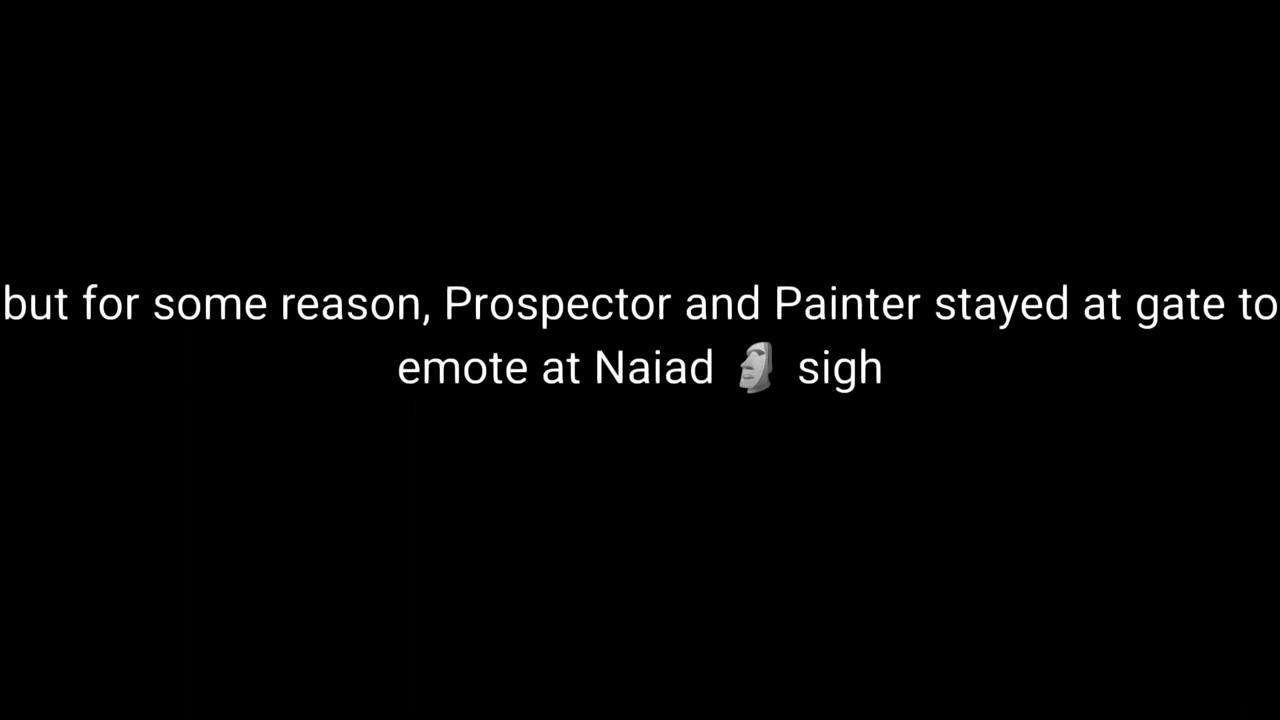 but for some reason, Prospector and Painter stayed at gate to
emote at Naiad 🗿 sigh